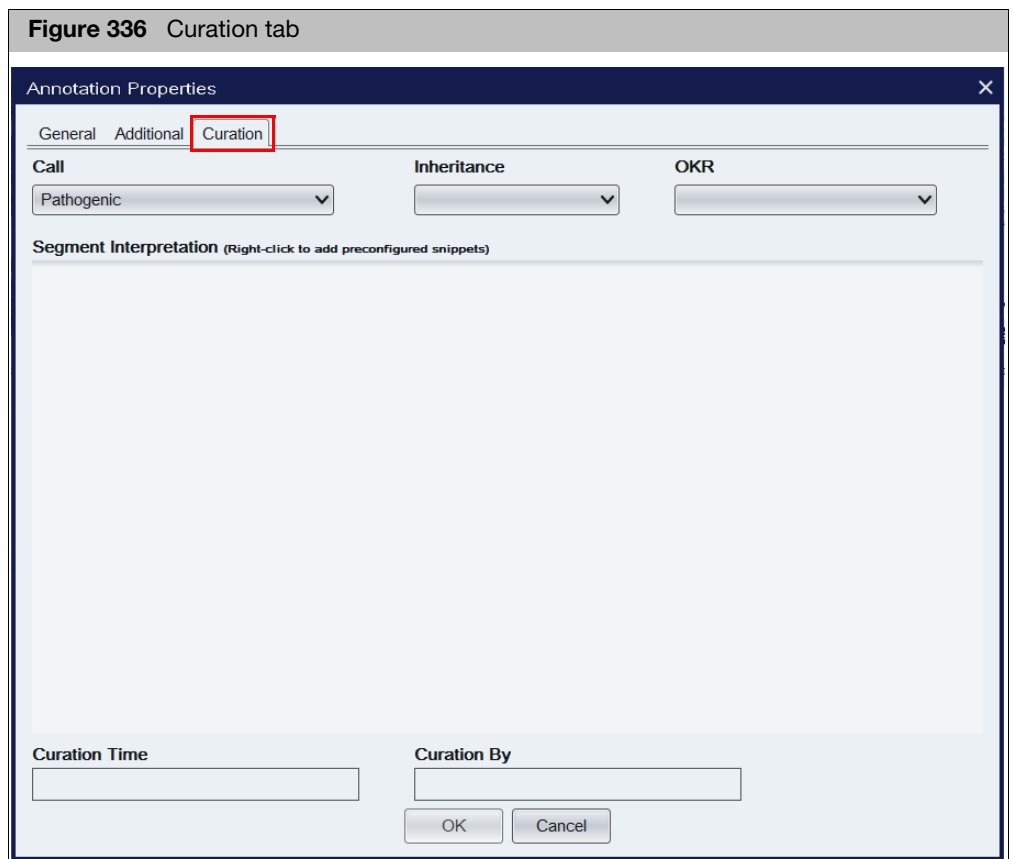 Figure 336 Curation tab
Annotation Properties
General Additional Curation
Call Inheritance OKR
Pathogenic
Segment Interpretation (Right-click to add preconfigured snippets)
Curation Time Curation By
OK Cancel